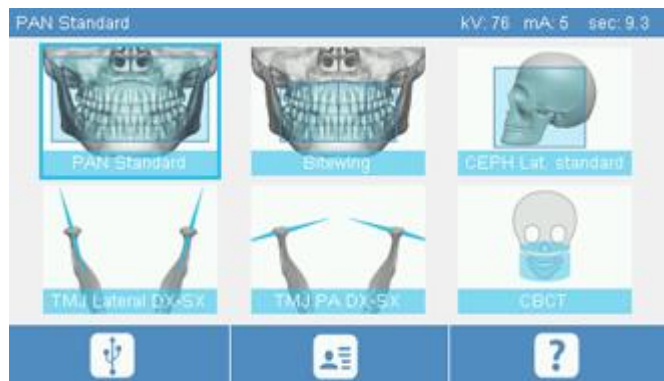 PAN Standard kV: 76 mA: 5 sec: 9.3
PAN Standard
Bitewing
CEPH Lat. standard
TMJ Lateral DX-SX
TMJ PA DX-SX
CBCT
?